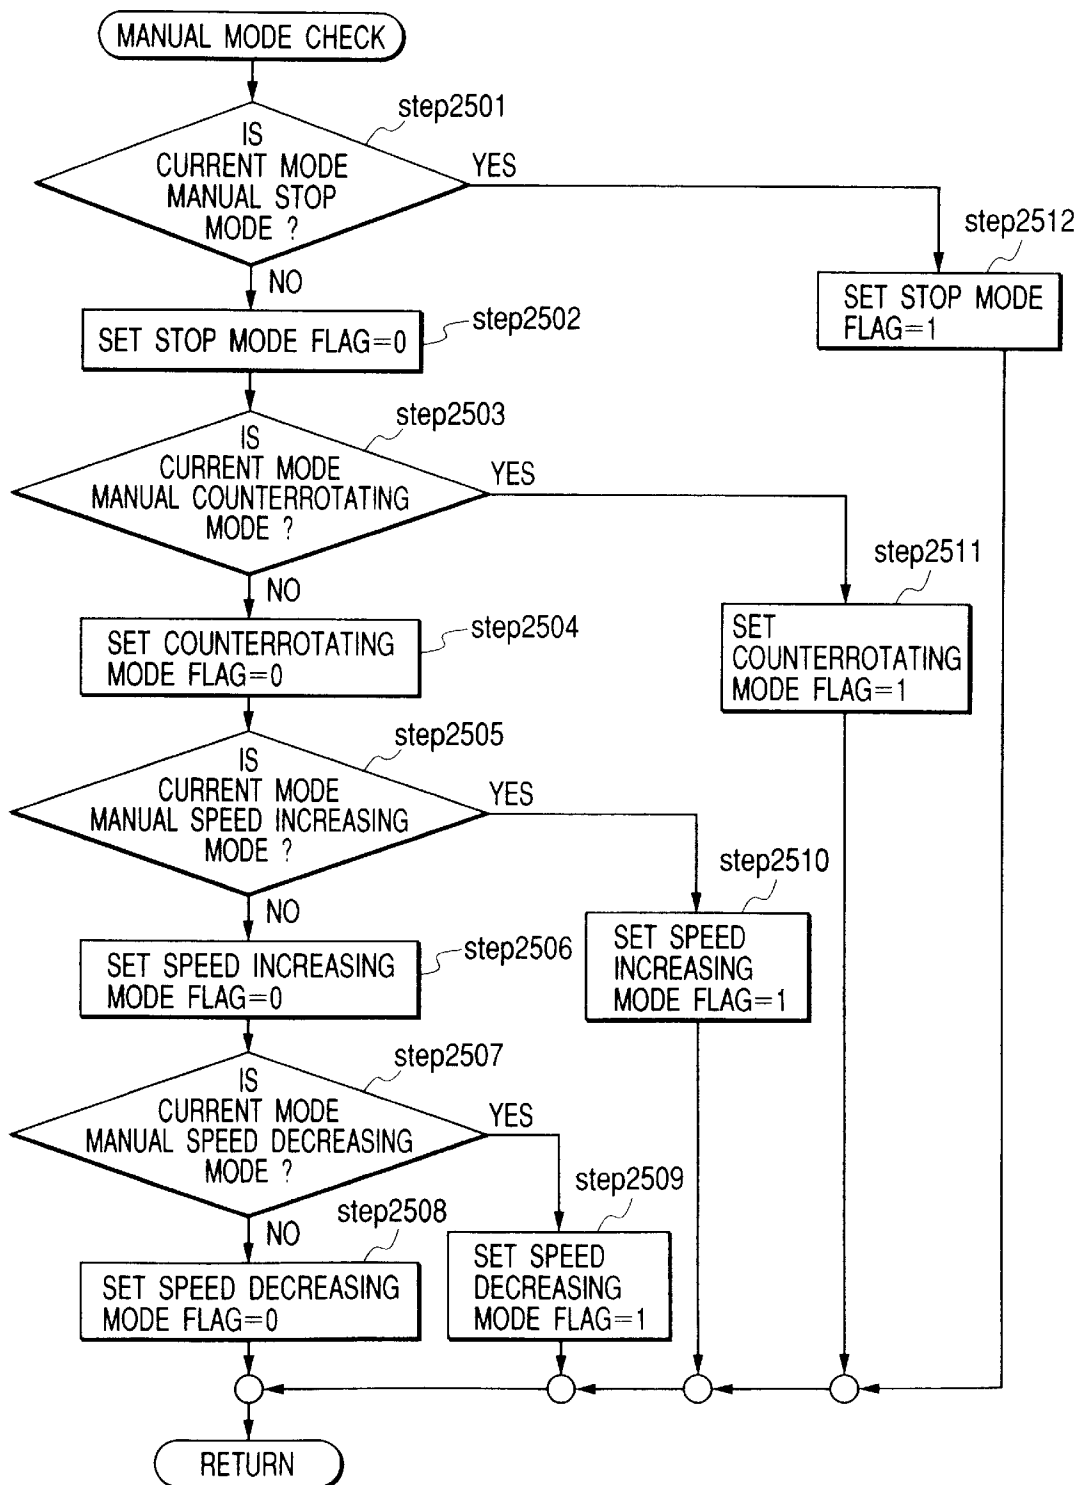 MANUAL MODE CHECK
step2501
IS
CURRENT MODE
MANUAL STOP
MODE ?
YES
NO
step2512
SET STOP MODE
FLAG=1
step2502
SET STOP MODE FLAG=0
step2503
IS
CURRENT MODE
MANUAL COUNTERROTATING
MODE ?
YES
NO
step2511
SET
COUNTERROTATING
MODE FLAG=1
step2504
SET COUNTERROTATING
MODE FLAG=0
step2505
IS
CURRENT MODE
MANUAL SPEED INCREASING
MODE ?
YES
NO
step2510
SET SPEED
INCREASING
MODE FLAG=1
step2506
SET SPEED INCREASING
MODE FLAG=0
step2507
IS
CURRENT MODE
MANUAL SPEED DECREASING
MODE ?
YES
NO
step2509
SET SPEED
DECREASING
MODE FLAG=1
step2508
SET SPEED DECREASING
MODE FLAG=0
RETURN